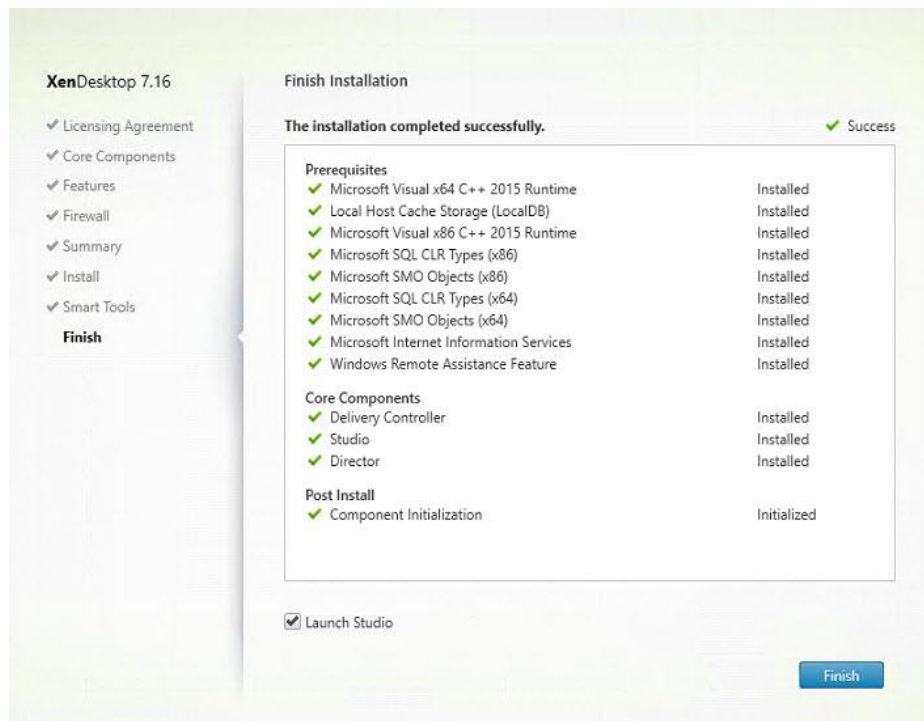 XenDesktop 7.16
Licensing Agreement
Core Components
Features
Firewall
Summary
Install
Smart Tools
Finish
Finish Installation
The installation completed successfully. Success
Prerequisites
Microsoft Visual x64 C++ 2015 Runtime Installed
Local Host Cache Storage (LocalDB) Installed
Microsoft Visual x86 C++ 2015 Runtime Installed
Microsoft SQL CLR Types (x86) Installed
Microsoft SMO Objects (x86) Installed
Microsoft SQL CLR Types (x64) Installed
Microsoft SMO Objects (x64) Installed
Microsoft Internet Information Services Installed
Windows Remote Assistance Feature Installed
Core Components
Delivery Controller Installed
Studio Installed
Director Installed
Post Install
Component Initialization Initialized
Launch Studio
Finish